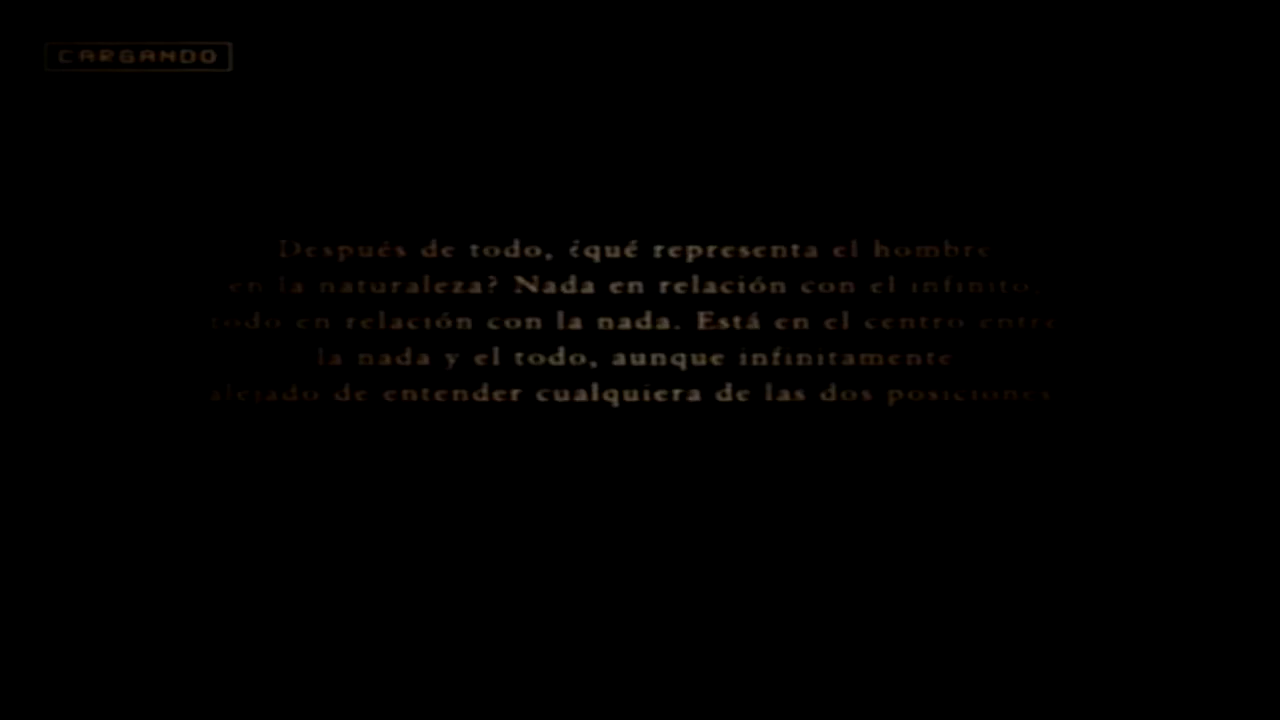 CARGANDO
Después de todo, ¿qué representa el hombre
en la naturaleza? Nada en relación con el infinito,
todo en relación con la nada. Está en el centro entre
la nada y el todo, aunque infinitamente
alejado de entender cualquiera de las dos posiciones